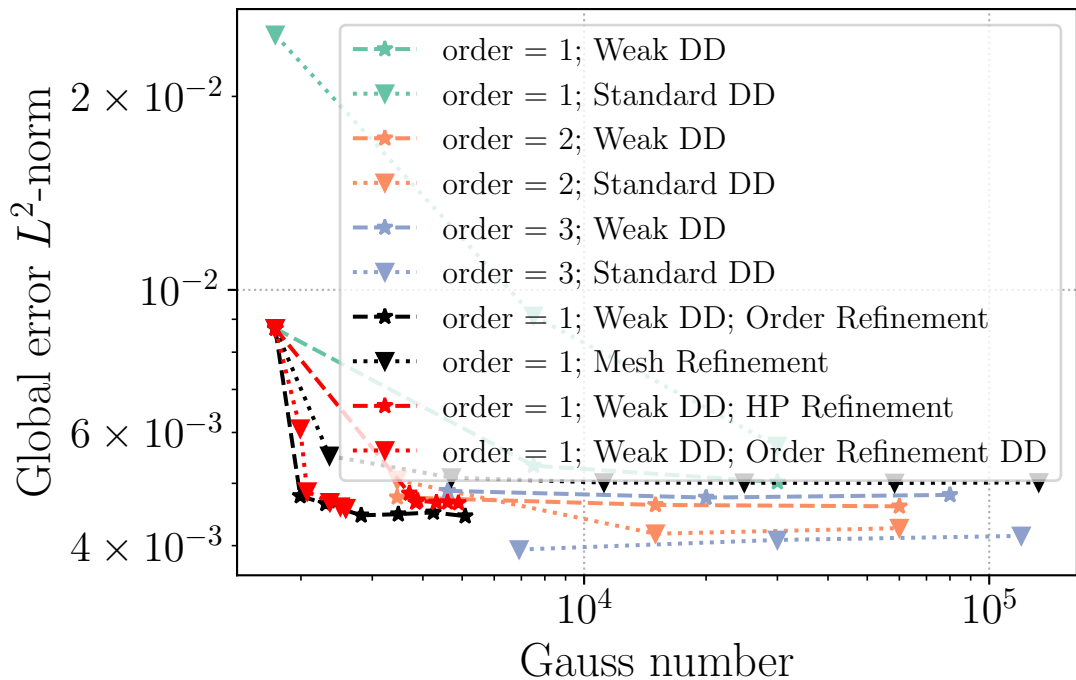 Global error L²-norm
2 × 10⁻²
10⁻²
6 × 10⁻³
4 × 10⁻³
order = 1; Weak DD
order = 1; Standard DD
order = 2; Weak DD
order = 2; Standard DD
order = 3; Weak DD
order = 3; Standard DD
order = 1; Weak DD; Order Refinement
order = 1; Mesh Refinement
order = 1; Weak DD; HP Refinement
order = 1; Weak DD; Order Refinement DD
10⁴
10⁵
Gauss number